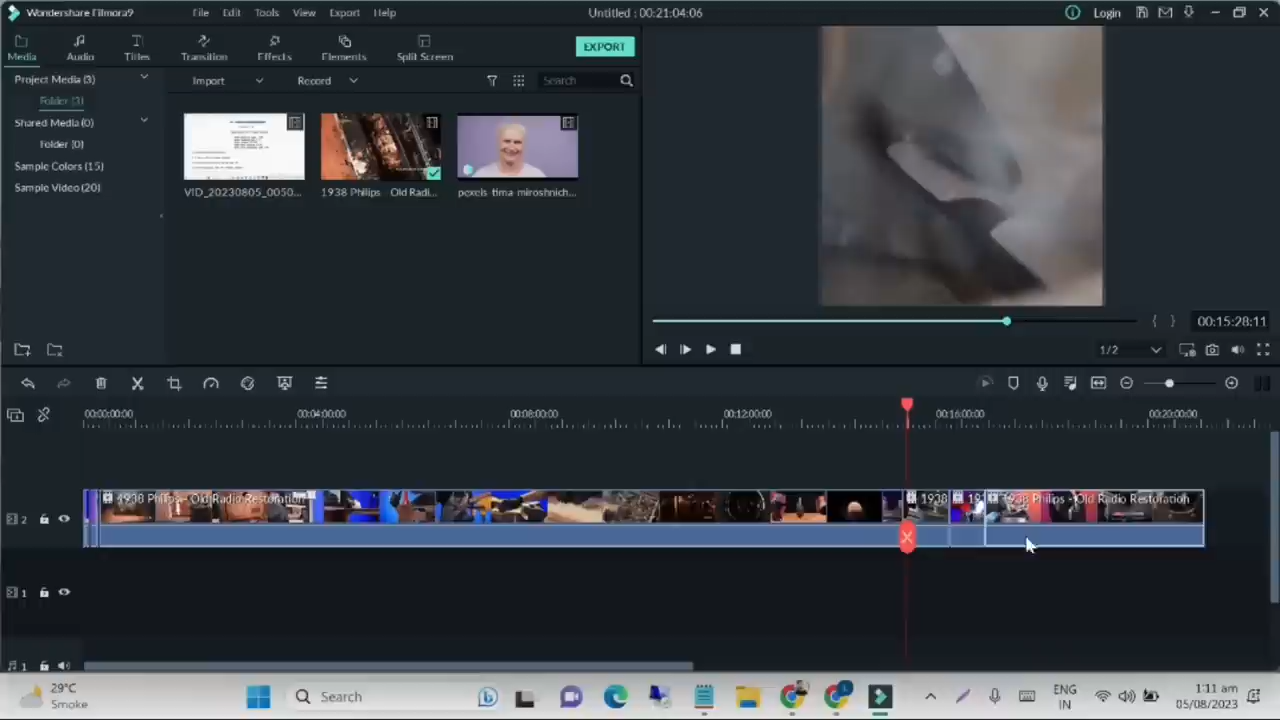 Wondershare Filmora9 File Edit Tools View Export Help Untitled : 00:21:04:06 Login
Media Audio Titles Transition Effects Elements Split Screen EXPORT
Project Media (3)
Folder (3)
Shared Media (0)
Folder (0)
Sample Colors (15)
Sample Video (20)
Import Record Search
VID_20230805_0050... 1938 Philips Old Radi... pexels tima miroshnich...
00:15:28:11
1/2
00:00:00:00 00:04:00:00 00:08:00:00 00:12:00:00 00:16:00:00 00:20:00:00
1938 Philips - Old Radio Restoration 1938 19 1938 Philips - Old Radio Restoration
2
1
1
29°C
Smoke
Search
ENG
IN
1:11 am
05/08/2023